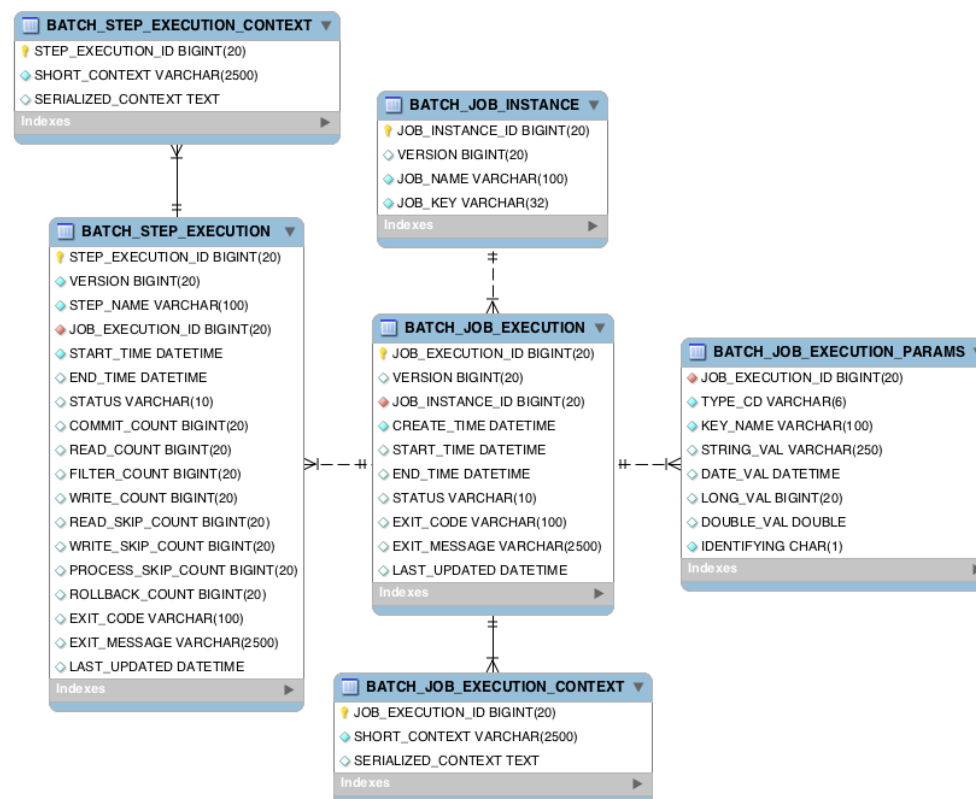 BATCH_STEP_EXECUTION_CONTEXT
STEP_EXECUTION_ID BIGINT(20)
SHORT_CONTEXT VARCHAR(2500)
SERIALIZED_CONTEXT TEXT
Indexes
BATCH_JOB_INSTANCE
JOB_INSTANCE_ID BIGINT(20)
VERSION BIGINT(20)
JOB_NAME VARCHAR(100)
JOB_KEY VARCHAR(32)
Indexes
BATCH_STEP_EXECUTION
STEP_EXECUTION_ID BIGINT(20)
VERSION BIGINT(20)
STEP_NAME VARCHAR(100)
JOB_EXECUTION_ID BIGINT(20)
START_TIME DATETIME
END_TIME DATETIME
STATUS VARCHAR(10)
COMMIT_COUNT BIGINT(20)
READ_COUNT BIGINT(20)
FILTER_COUNT BIGINT(20)
WRITE_COUNT BIGINT(20)
READ_SKIP_COUNT BIGINT(20)
WRITE_SKIP_COUNT BIGINT(20)
PROCESS_SKIP_COUNT BIGINT(20)
ROLLBACK_COUNT BIGINT(20)
EXIT_CODE VARCHAR(100)
EXIT_MESSAGE VARCHAR(2500)
LAST_UPDATED DATETIME
Indexes
BATCH_JOB_EXECUTION
JOB_EXECUTION_ID BIGINT(20)
VERSION BIGINT(20)
JOB_INSTANCE_ID BIGINT(20)
CREATE_TIME DATETIME
START_TIME DATETIME
END_TIME DATETIME
STATUS VARCHAR(10)
EXIT_CODE VARCHAR(100)
EXIT_MESSAGE VARCHAR(2500)
LAST_UPDATED DATETIME
Indexes
BATCH_JOB_EXECUTION_PARAMS
JOB_EXECUTION_ID BIGINT(20)
TYPE_CD VARCHAR(6)
KEY_NAME VARCHAR(100)
STRING_VAL VARCHAR(250)
DATE_VAL DATETIME
LONG_VAL BIGINT(20)
DOUBLE_VAL DOUBLE
IDENTIFYING CHAR(1)
Indexes
BATCH_JOB_EXECUTION_CONTEXT
JOB_EXECUTION_ID BIGINT(20)
SHORT_CONTEXT VARCHAR(2500)
SERIALIZED_CONTEXT TEXT
Indexes